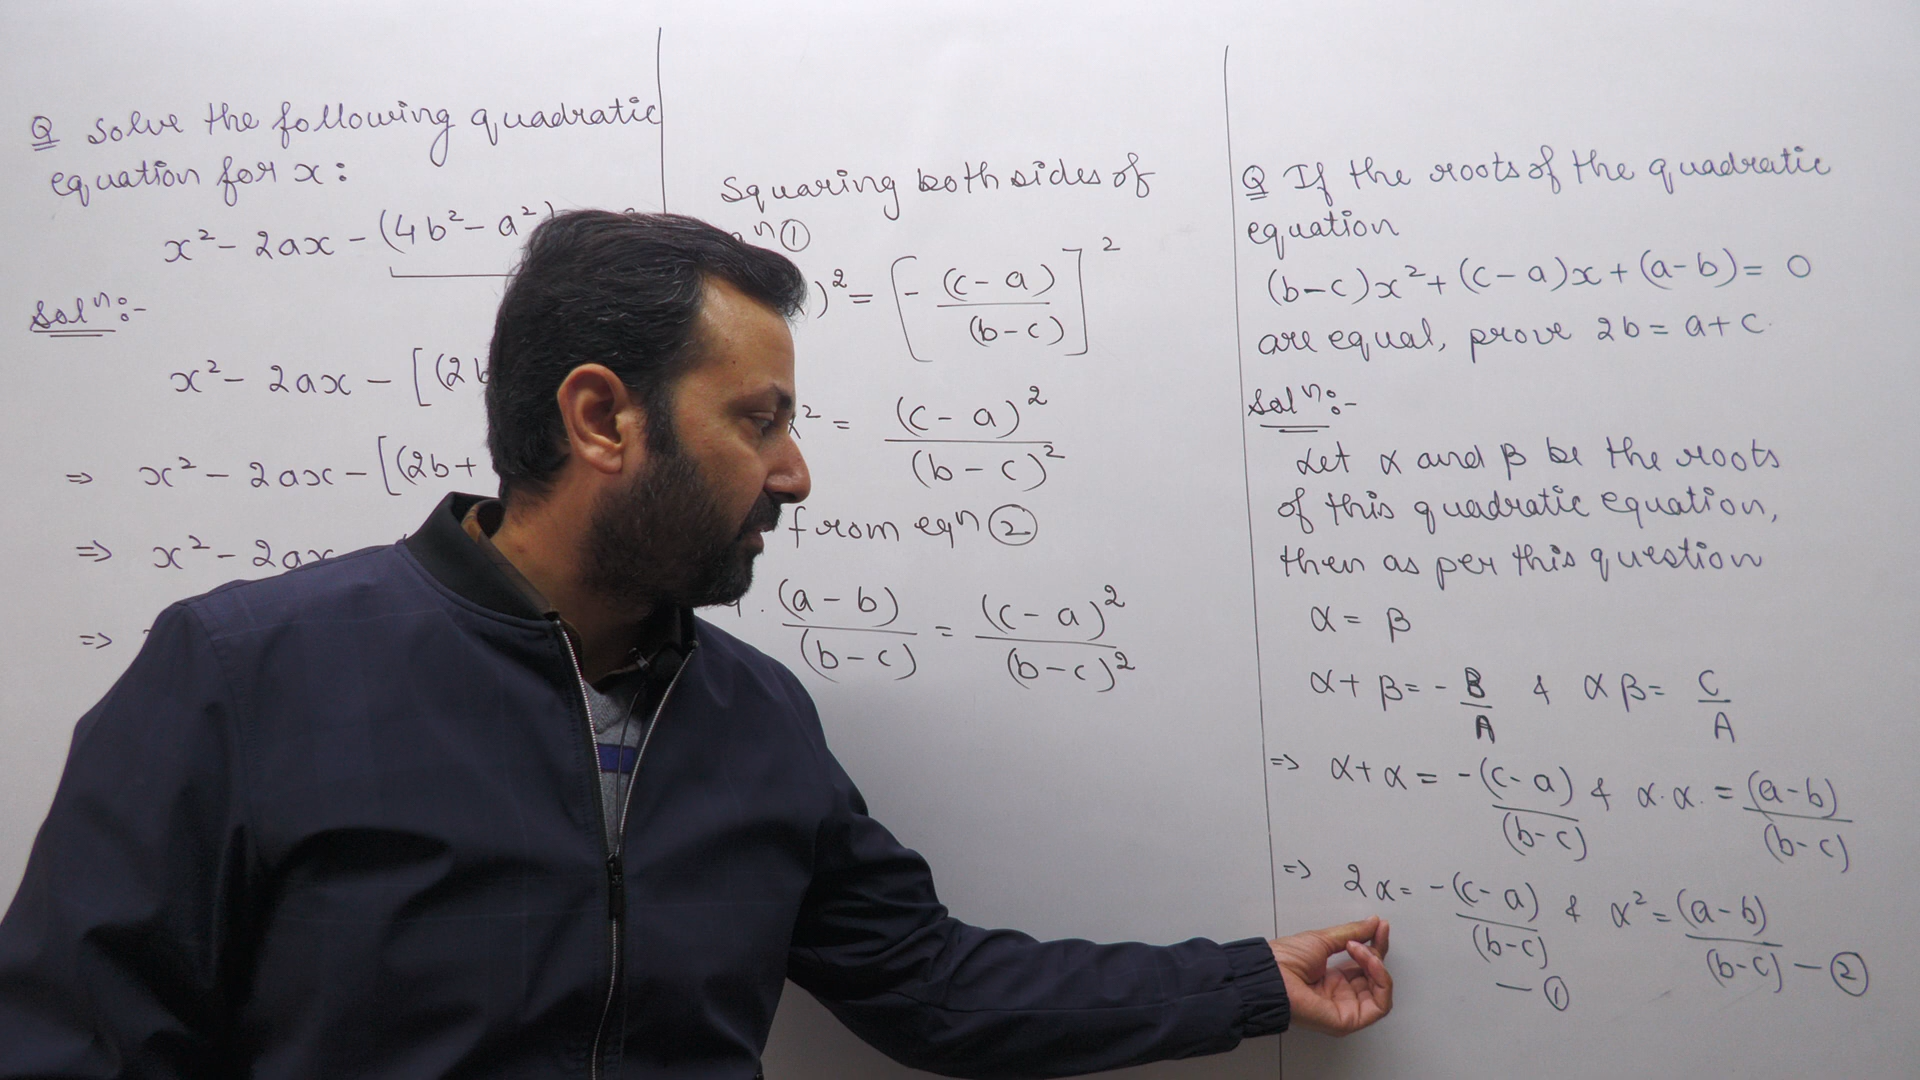 Q Solve the following quadratic
equation for x:
x² - 2ax - (4b² - a²)
Solⁿ:-
x² - 2ax - [(2b
⇒ x² - 2ax - [(2b +
⇒ x² - 2ax
⇒
Squaring both sides of
ⁿ ①
)² = [- (c-a)/(b-c)]²
² = (c-a)²/(b-c)²
from eqⁿ ②
. (a-b)/(b-c) = (c-a)²/(b-c)²
Q If the roots of the quadratic
equation
(b-c)x² + (c-a)x + (a-b) = 0
are equal, prove 2b = a+c.
Solⁿ:-
Let α and β be the roots
of this quadratic equation,
then as per this question
α = β
α + β = - B/A & αβ = C/A
⇒ α + α = -(c-a)/(b-c) & α.α. = (a-b)/(b-c)
⇒ 2α = -(c-a)/(b-c) & α² = (a-b)/(b-c) - ②
- ①